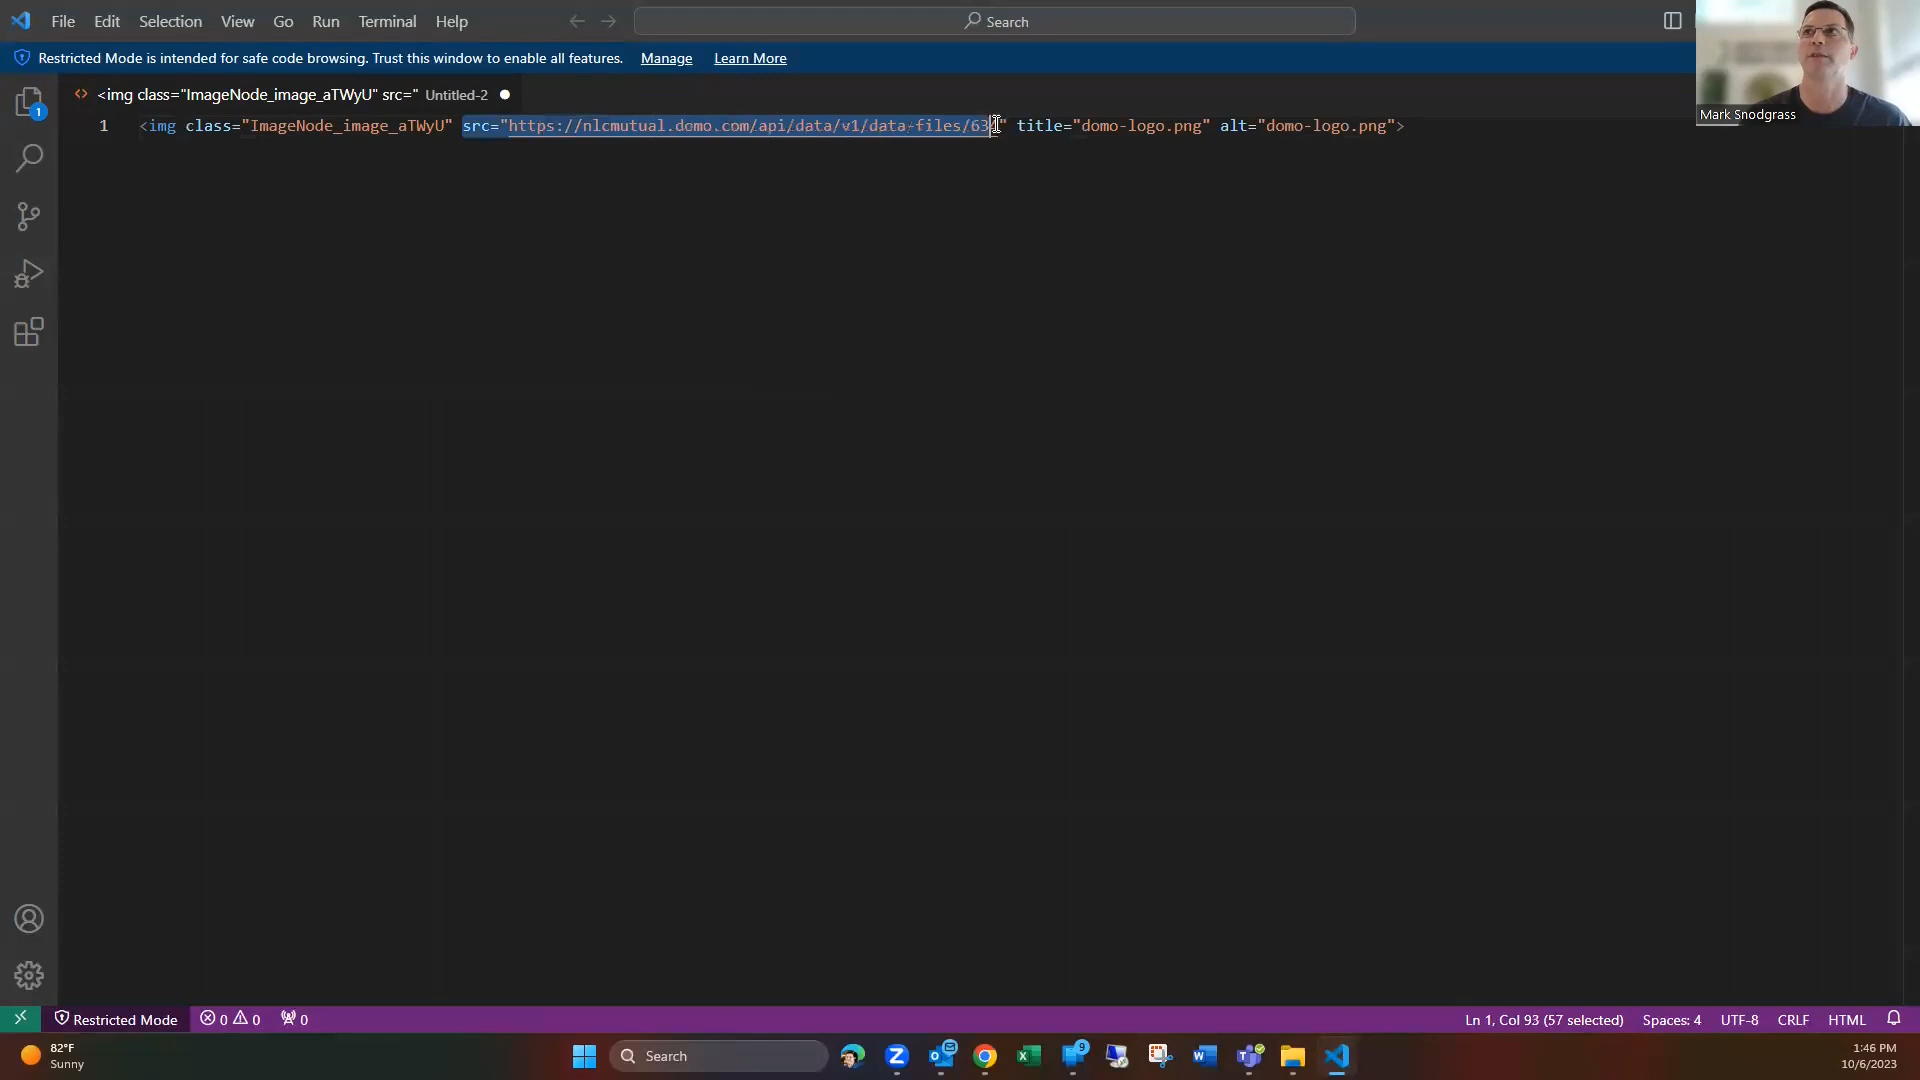 File Edit Selection View Go Run Terminal Help Search
Restricted Mode is intended for safe code browsing. Trust this window to enable all features. Manage Learn More
Mark Snodgrass
<img class="ImageNode_image_aTWyU" src=" Untitled-2
1 <img class="ImageNode_image_aTWyU" src="https://nlcmutual.domo.com/api/data/v1/data-files/63 " title="domo-logo.png" alt="domo-logo.png">
1
Restricted Mode 0 0 0 Ln 1, Col 93 (57 selected) Spaces: 4 UTF-8 CRLF HTML
82°F
Sunny
Search
9
1:46 PM
10/6/2023